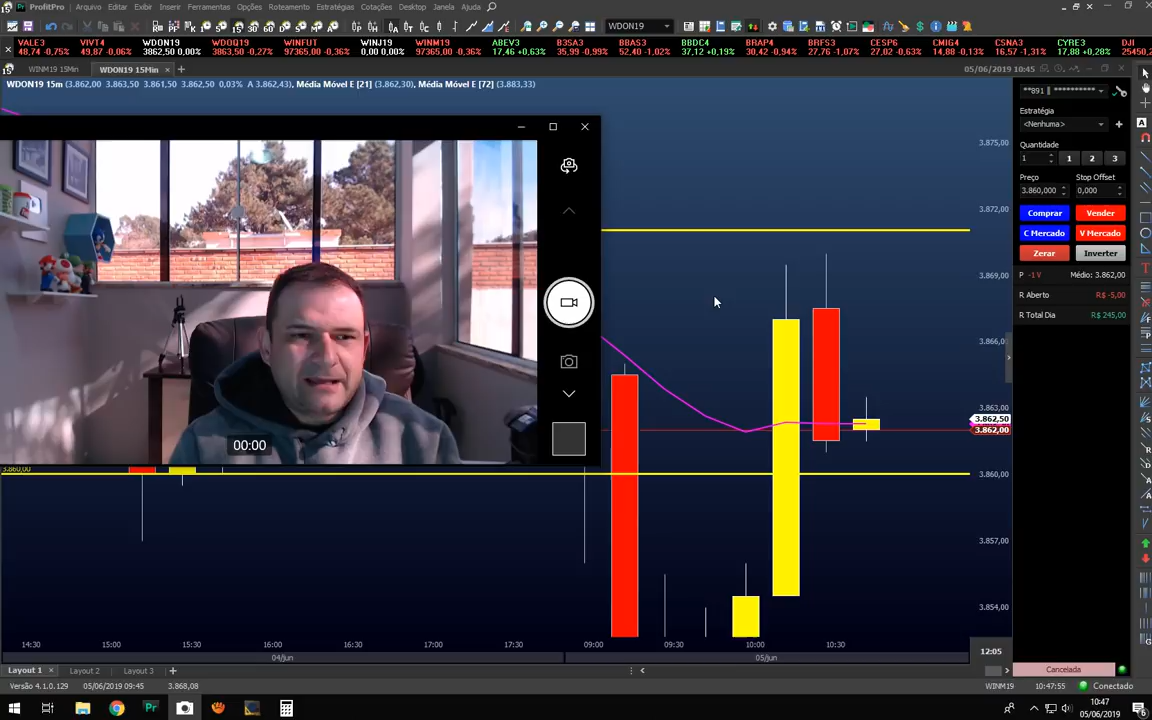 ProfitPro Arquivo Editar Exibir Inserir Ferramentas Opções Roteamento Estratégias Cotações Desktop Janela Ajuda
WDON19
VALE3 VIVT4 WDON19 WDOQ19 WINFUT WINJ19 WINM19 ABEV3 B3SA3 BBAS3 BBDC4 BRAP4 BRFS3 CESP6 CMIG4 CSNA3 CYRE3 DJI
48,74 -0,75% 49,87 -0,06% 3862,50 0,00% 3863,50 -0,27% 97365,00 -0,36% 0,00 0,00% 97365,00 -0,36% 17,46 +0,63% 35,99 -0,99% 52,40 -1,02% 37,12 +0,19% 30,42 -0,94% 27,76 -1,07% 27,02 -0,63% 14,88 -0,13% 16,57 -1,31% 17,88 +0,28% 25450,2
WINM19 15Min WDON19 15Min 05/06/2019 10:45
WDON19 15m (3.862,00 3.863,50 3.861,50 3.862,50 0,03% A 3.862,43), Média Móvel E [21] (3.862,30), Média Móvel E [72] (3.883,33)
**891
Estratégia
<Nenhuma>
Quantidade
1 1 2 3
Preço Stop Offset
3.860,000 0,000
Comprar Vender
C Mercado V Mercado
Zerar Inverter
P -1 V Médio: 3.862,00
R Aberto R$ -5,00
R Total Dia R$ 245,00
3.875,00
3.872,00
3.869,00
3.866,00
3.863,00
3.862,50
3.862,00
3.860,00
3.857,00
3.854,00
00:00
3.860,00
14:30 15:00 15:30 16:00 16:30 17:00 17:30 09:00 09:30 10:00 10:30 12:05
04/jun 05/jun
Layout 1 Layout 2 Layout 3 Cancelada
Versão 4.1.0.129 05/06/2019 09:45 3.868,08 WINM19 10:47:55 Conectado
10:47
05/06/2019